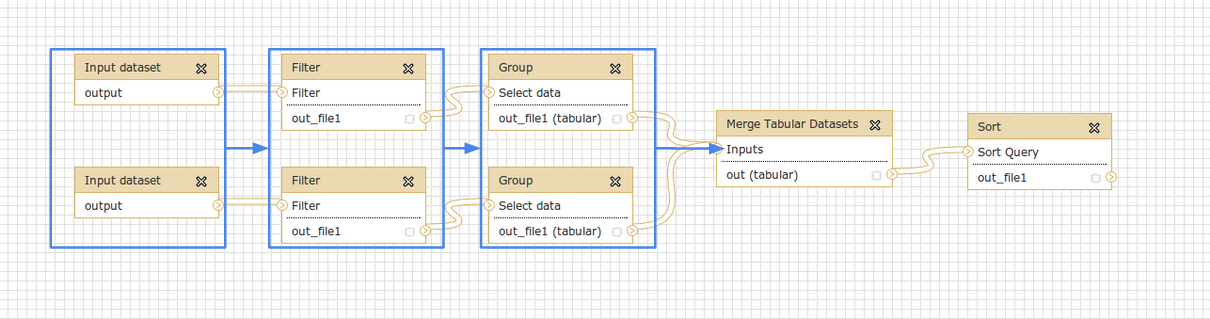 Input dataset
output
Filter
Filter
out_file1
Group
Select data
out_file1 (tabular)
Input dataset
output
Filter
Filter
out_file1
Group
Select data
out_file1 (tabular)
Merge Tabular Datasets
Inputs
out (tabular)
Sort
Sort Query
out_file1